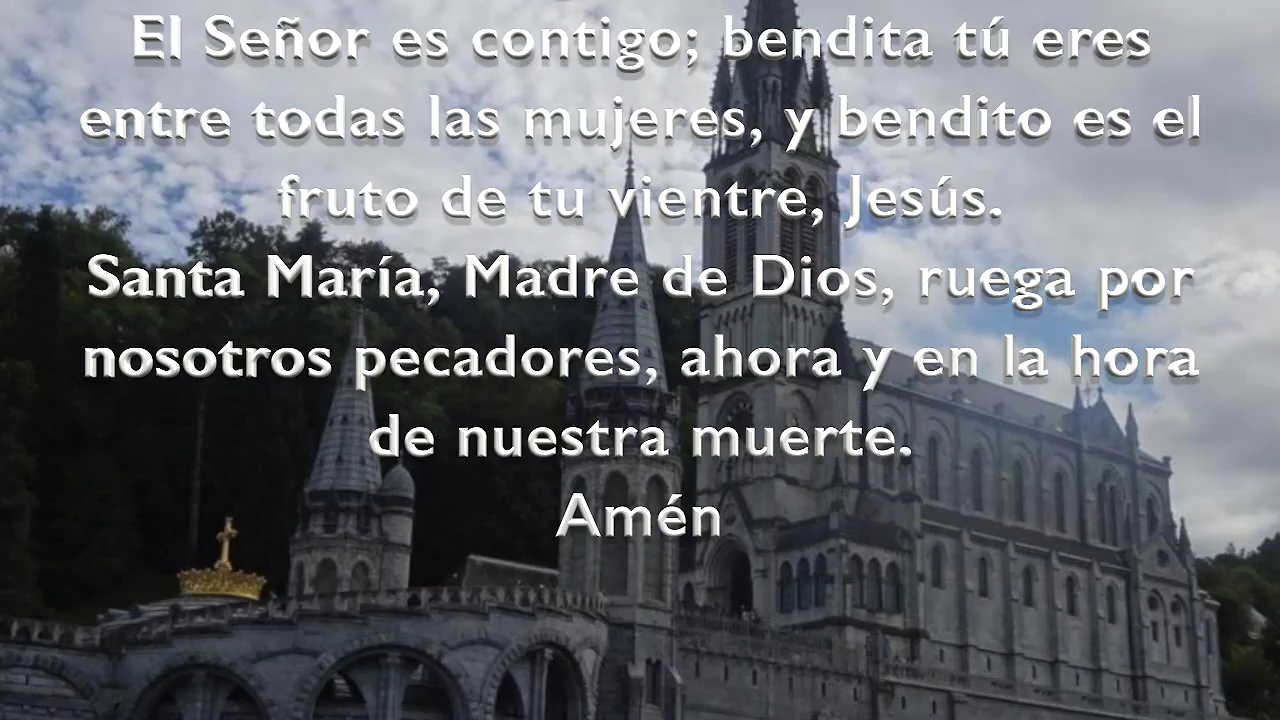 El Señor es contigo; bendita tú eres
entre todas las mujeres, y bendito es el
fruto de tu vientre, Jesús.
Santa María, Madre de Dios, ruega por
nosotros pecadores, ahora y en la hora
de nuestra muerte.
Amén